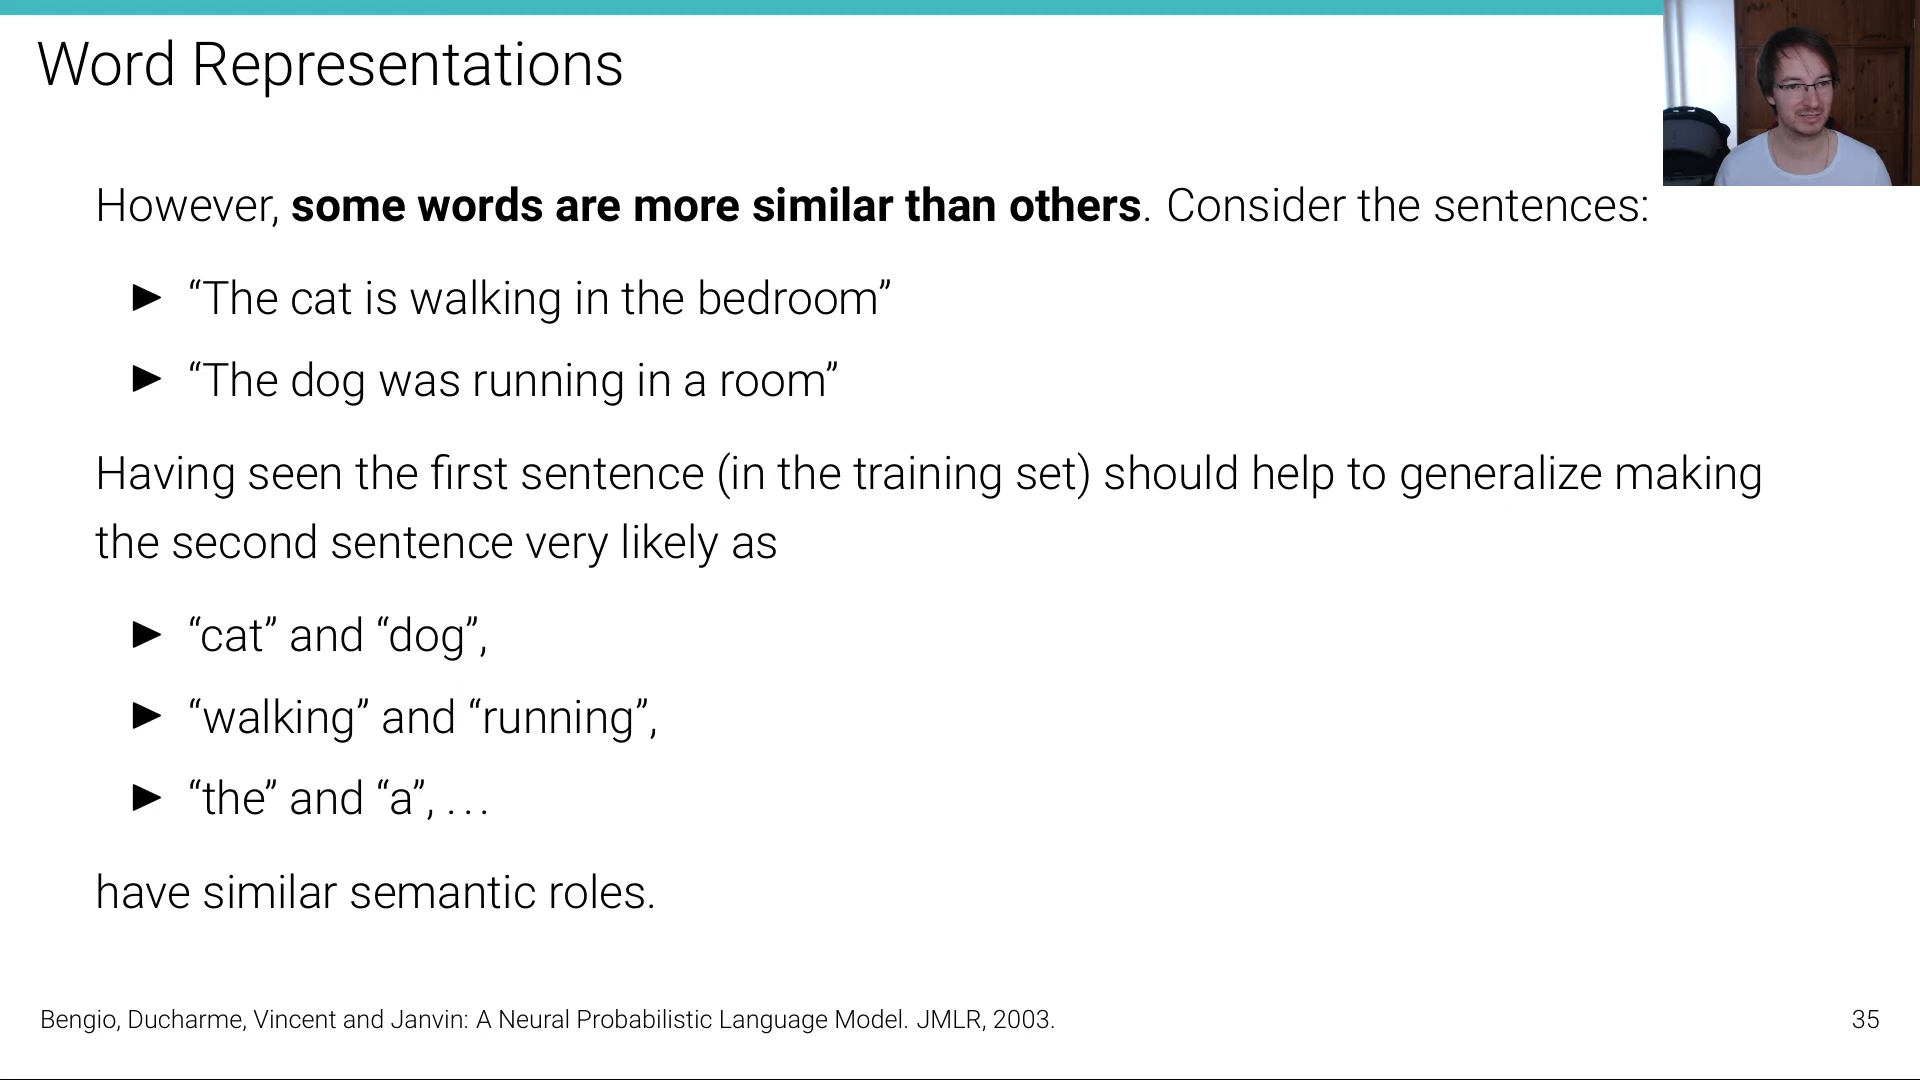 Word Representations
However, some words are more similar than others. Consider the sentences:
► “The cat is walking in the bedroom”
► “The dog was running in a room”
Having seen the first sentence (in the training set) should help to generalize making
the second sentence very likely as
► “cat” and “dog”,
► “walking” and “running”,
► “the” and “a”, . . .
have similar semantic roles.
Bengio, Ducharme, Vincent and Janvin: A Neural Probabilistic Language Model. JMLR, 2003.
35